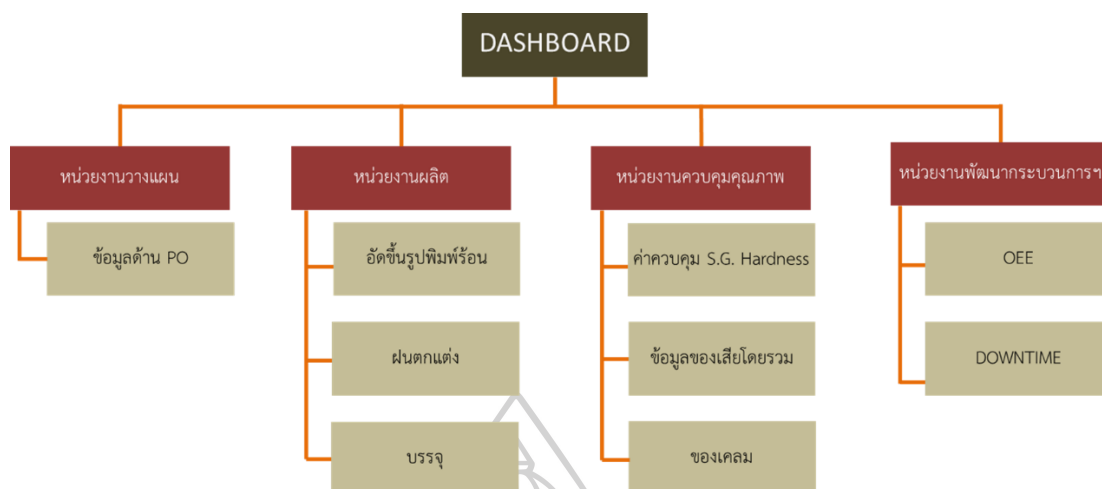 DASHBOARD
หน่วยงานวางแผน
ข้อมูลด้าน PO
หน่วยงานผลิต
อัดขึ้นรูปพิมพ์ร้อน
ฝนตกแต่ง
บรรจุ
หน่วยงานควบคุมคุณภาพ
ค่าควบคุม S.G. Hardness
ข้อมูลของเสียโดยรวม
ของเคลม
หน่วยงานพัฒนากระบวนการฯ
OEE
DOWNTIME